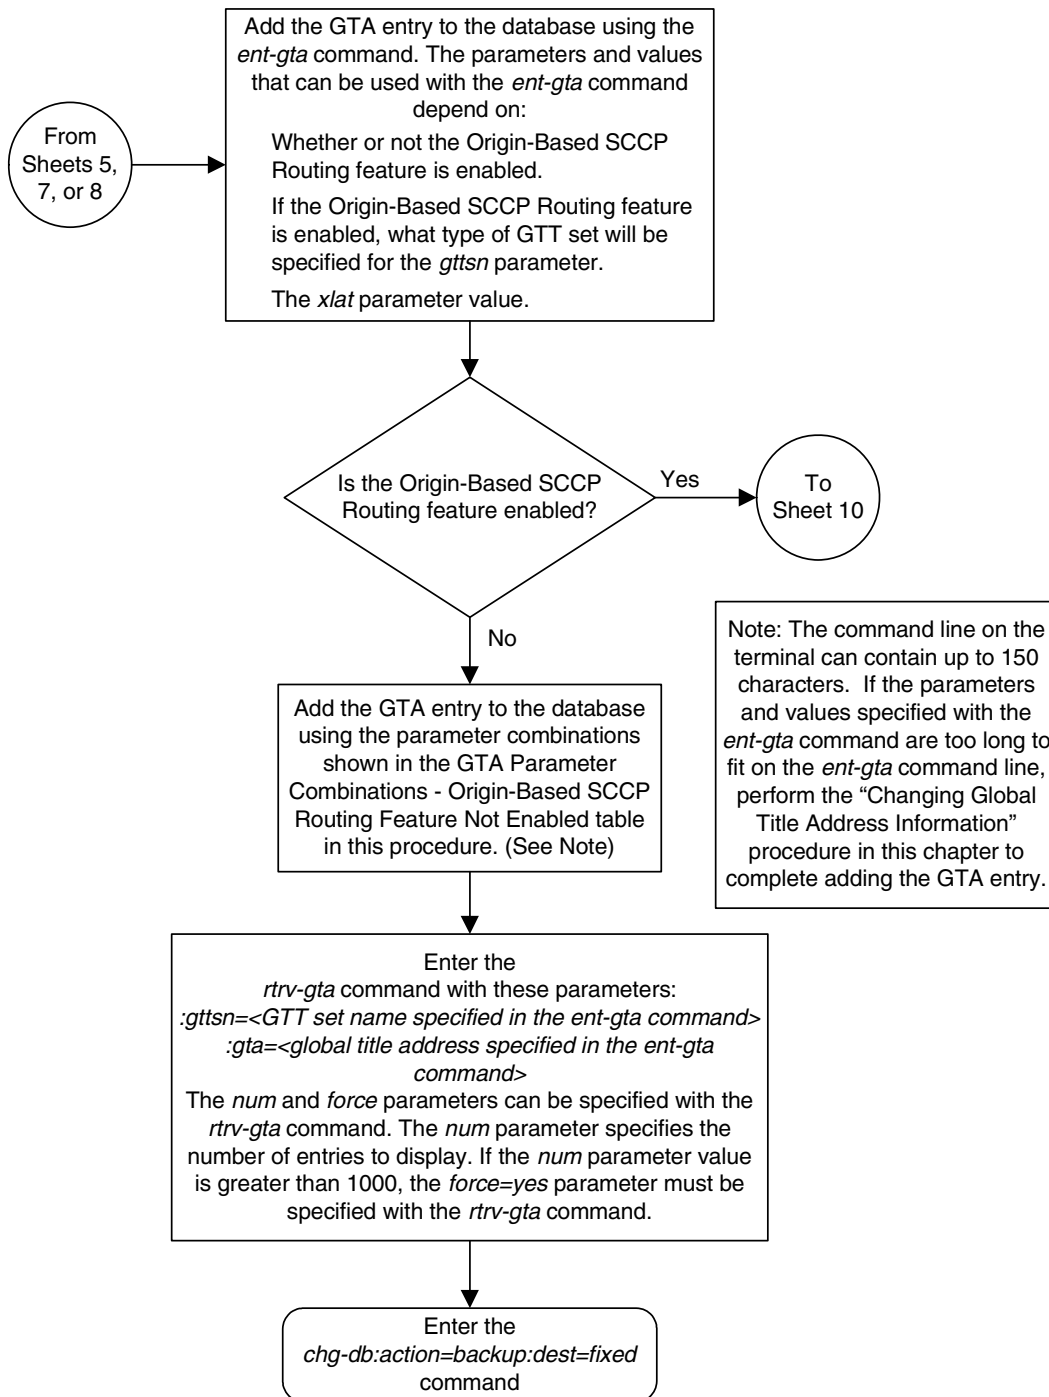 Add the GTA entry to the database using the
ent-gta command. The parameters and values
that can be used with the ent-gta command
depend on:
Whether or not the Origin-Based SCCP
Routing feature is enabled.
If the Origin-Based SCCP Routing feature
is enabled, what type of GTT set will be
specified for the gttsn parameter.
The xlat parameter value.
From
Sheets 5,
7, or 8
Is the Origin-Based SCCP
Routing feature enabled?
Yes
To
Sheet 10
No
Note: The command line on the
terminal can contain up to 150
characters. If the parameters
and values specified with the
ent-gta command are too long to
fit on the ent-gta command line,
perform the “Changing Global
Title Address Information”
procedure in this chapter to
complete adding the GTA entry.
Add the GTA entry to the database
using the parameter combinations
shown in the GTA Parameter
Combinations - Origin-Based SCCP
Routing Feature Not Enabled table
in this procedure. (See Note)
Enter the
rtrv-gta command with these parameters:
:gttsn=<GTT set name specified in the ent-gta command>
:gta=<global title address specified in the ent-gta
command>
The num and force parameters can be specified with the
rtrv-gta command. The num parameter specifies the
number of entries to display. If the num parameter value
is greater than 1000, the force=yes parameter must be
specified with the rtrv-gta command.
Enter the
chg-db:action=backup:dest=fixed
command